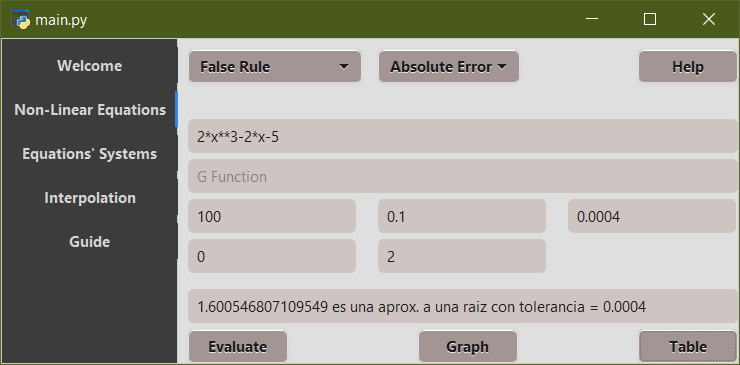 main.py
Welcome
Non-Linear Equations
Equations' Systems
Interpolation
Guide
False Rule
Absolute Error
Help
2*x**3-2*x-5
G Function
100
0.1
0.0004
0
2
1.600546807109549 es una aprox. a una raiz con tolerancia = 0.0004
Evaluate
Graph
Table